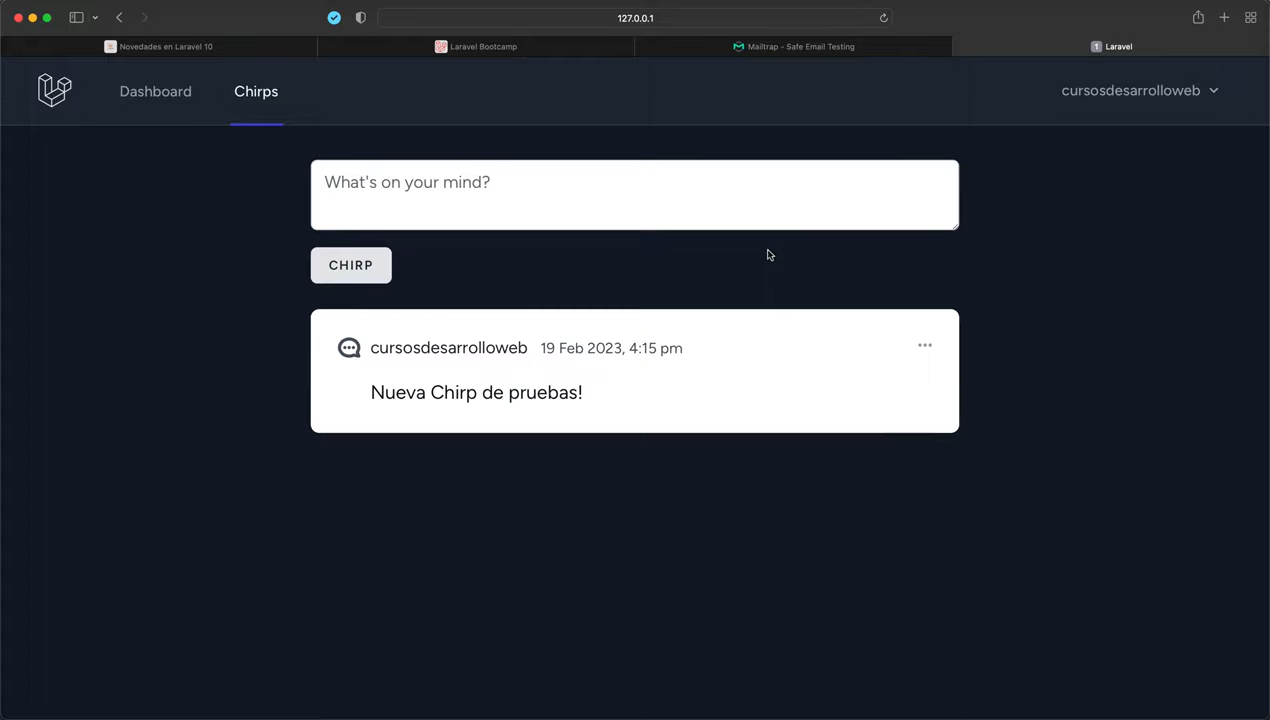 127.0.0.1
Novedades en Laravel 10
Laravel Bootcamp
Mailtrap - Safe Email Testing
1 Laravel
Dashboard
Chirps
cursosdesarrolloweb
What's on your mind?
CHIRP
cursosdesarrolloweb 19 Feb 2023, 4:15 pm
Nueva Chirp de pruebas!